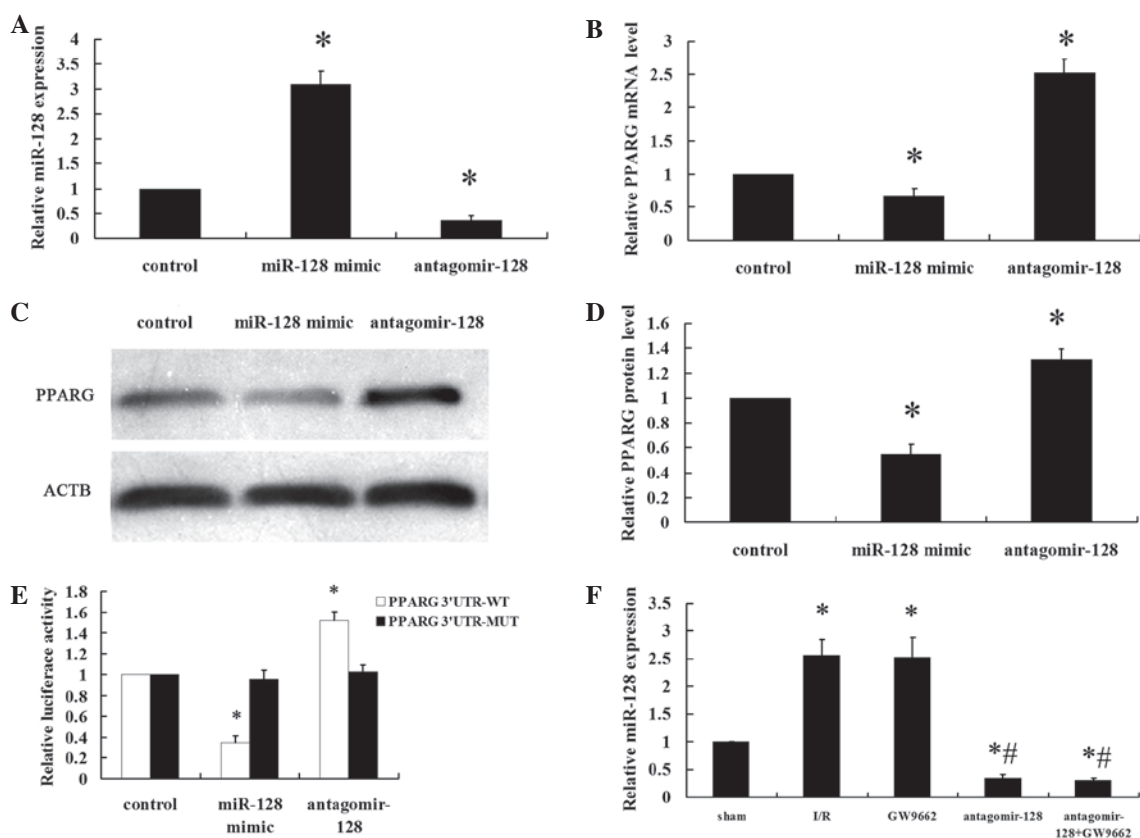 A
Relative miR-128 expression
4
3.5
3
2.5
2
1.5
1
0.5
0
*
*
control miR-128 mimic antagomir-128
B
Relative PPARG mRNA level
3
2.5
2
1.5
1
0.5
0
*
*
control miR-128 mimic antagomir-128
C
control miR-128 mimic antagomir-128
PPARG
ACTB
D
Relative PPARG protein level
1.6
1.4
1.2
1
0.8
0.6
0.4
0.2
0
*
*
control miR-128 mimic antagomir-128
E
Relative luciferace activity
1.8
1.6
1.4
1.2
1
0.8
0.6
0.4
0.2
0
*
*
PPARG 3'UTR-WT
PPARG 3'UTR-MUT
control miR-128 antagomir-
mimic 128
F
Relative miR-128 expression
3.5
3
2.5
2
1.5
1
0.5
0
* *
*# *#
sham I/R GW9662 antagomir-128 antagomir-
128+GW9662